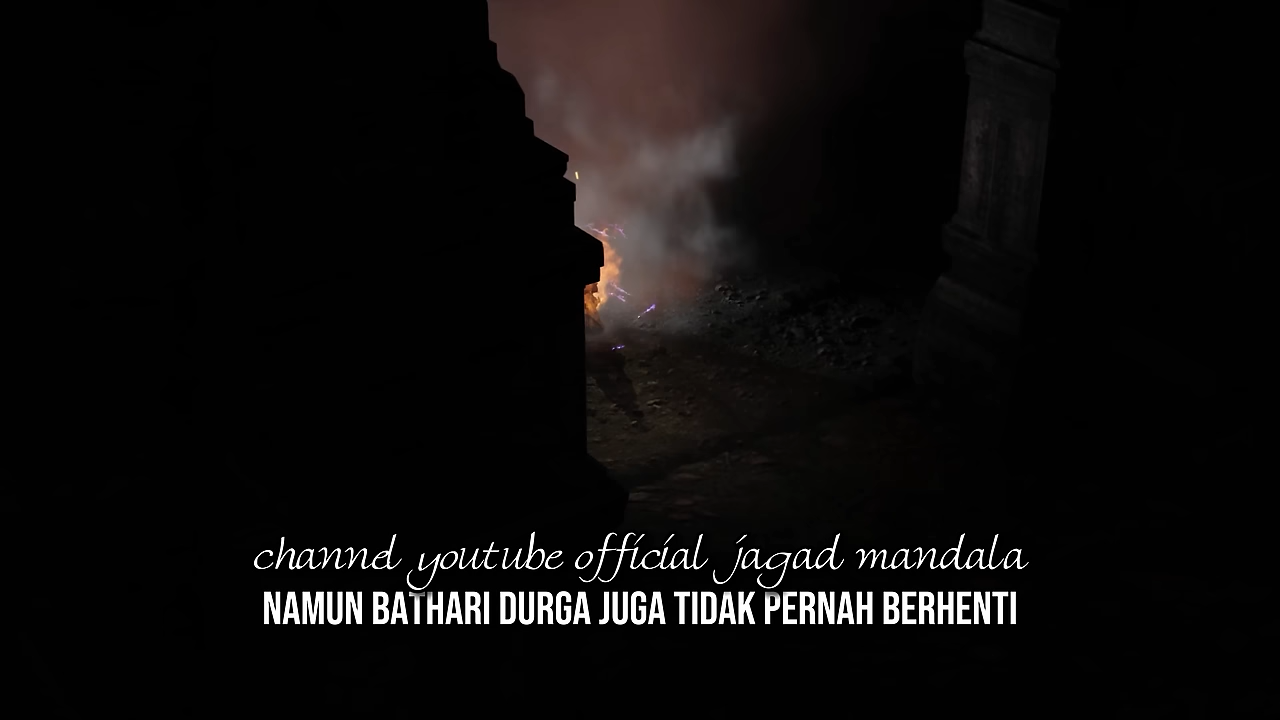 channel youtube official jagad mandala
NAMUN BATHARI DURGA JUGA TIDAK PERNAH BERHENTI